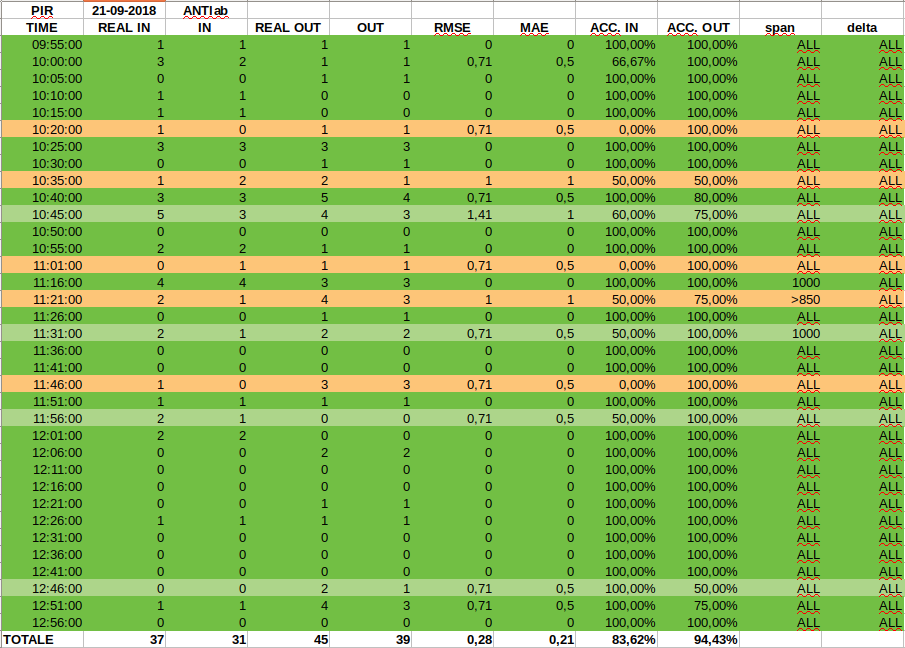 PIR 21-09-2018 ANTIab
TIME REAL IN IN REAL OUT OUT RMSE MAE ACC. IN ACC. OUT span delta
09:55:00 1 1 1 1 0 0 100,00% 100,00% ALL ALL
10:00:00 3 2 1 1 0,71 0,5 66,67% 100,00% ALL ALL
10:05:00 0 0 1 1 0 0 100,00% 100,00% ALL ALL
10:10:00 1 1 0 0 0 0 100,00% 100,00% ALL ALL
10:15:00 1 1 0 0 0 0 100,00% 100,00% ALL ALL
10:20:00 1 0 1 1 0,71 0,5 0,00% 100,00% ALL ALL
10:25:00 3 3 3 3 0 0 100,00% 100,00% ALL ALL
10:30:00 0 0 1 1 0 0 100,00% 100,00% ALL ALL
10:35:00 1 2 2 1 1 1 50,00% 50,00% ALL ALL
10:40:00 3 3 5 4 0,71 0,5 100,00% 80,00% ALL ALL
10:45:00 5 3 4 3 1,41 1 60,00% 75,00% ALL ALL
10:50:00 0 0 0 0 0 0 100,00% 100,00% ALL ALL
10:55:00 2 2 1 1 0 0 100,00% 100,00% ALL ALL
11:01:00 0 1 1 1 0,71 0,5 0,00% 100,00% ALL ALL
11:16:00 4 4 3 3 0 0 100,00% 100,00% 1000 ALL
11:21:00 2 1 4 3 1 1 50,00% 75,00% >850 ALL
11:26:00 0 0 1 1 0 0 100,00% 100,00% ALL ALL
11:31:00 2 1 2 2 0,71 0,5 50,00% 100,00% 1000 ALL
11:36:00 0 0 0 0 0 0 100,00% 100,00% ALL ALL
11:41:00 0 0 0 0 0 0 100,00% 100,00% ALL ALL
11:46:00 1 0 3 3 0,71 0,5 0,00% 100,00% ALL ALL
11:51:00 1 1 1 1 0 0 100,00% 100,00% ALL ALL
11:56:00 2 1 0 0 0,71 0,5 50,00% 100,00% ALL ALL
12:01:00 2 2 0 0 0 0 100,00% 100,00% ALL ALL
12:06:00 0 0 2 2 0 0 100,00% 100,00% ALL ALL
12:11:00 0 0 0 0 0 0 100,00% 100,00% ALL ALL
12:16:00 0 0 0 0 0 0 100,00% 100,00% ALL ALL
12:21:00 0 0 1 1 0 0 100,00% 100,00% ALL ALL
12:26:00 1 1 1 1 0 0 100,00% 100,00% ALL ALL
12:31:00 0 0 0 0 0 0 100,00% 100,00% ALL ALL
12:36:00 0 0 0 0 0 0 100,00% 100,00% ALL ALL
12:41:00 0 0 0 0 0 0 100,00% 100,00% ALL ALL
12:46:00 0 0 2 1 0,71 0,5 100,00% 50,00% ALL ALL
12:51:00 1 1 4 3 0,71 0,5 100,00% 75,00% ALL ALL
12:56:00 0 0 0 0 0 0 100,00% 100,00% ALL ALL
TOTALE 37 31 45 39 0,28 0,21 83,62% 94,43%